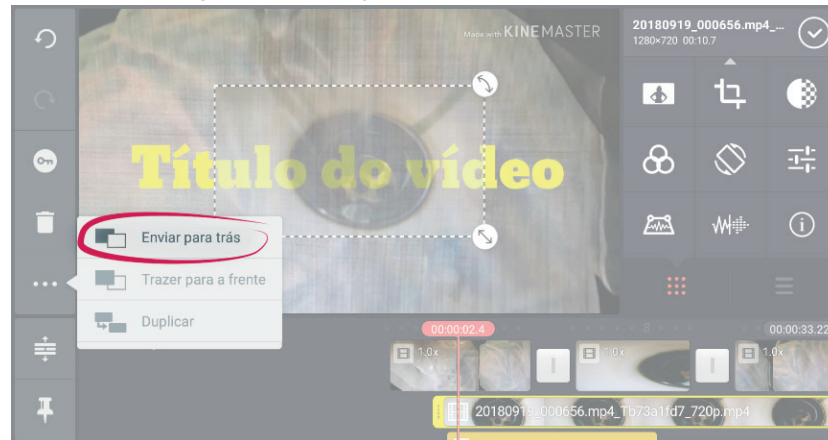 Made with KINEMASTER
20180919_000656.mp4_...
1280×720 00:10.7
Título do vídeo
Enviar para trás
Trazer para a frente
Duplicar
00:00:02.4
8
00:00:33.22
1.0x
1.0x
1.0x
20180919_000656.mp4_Tb73a1fd7_720p.mp4